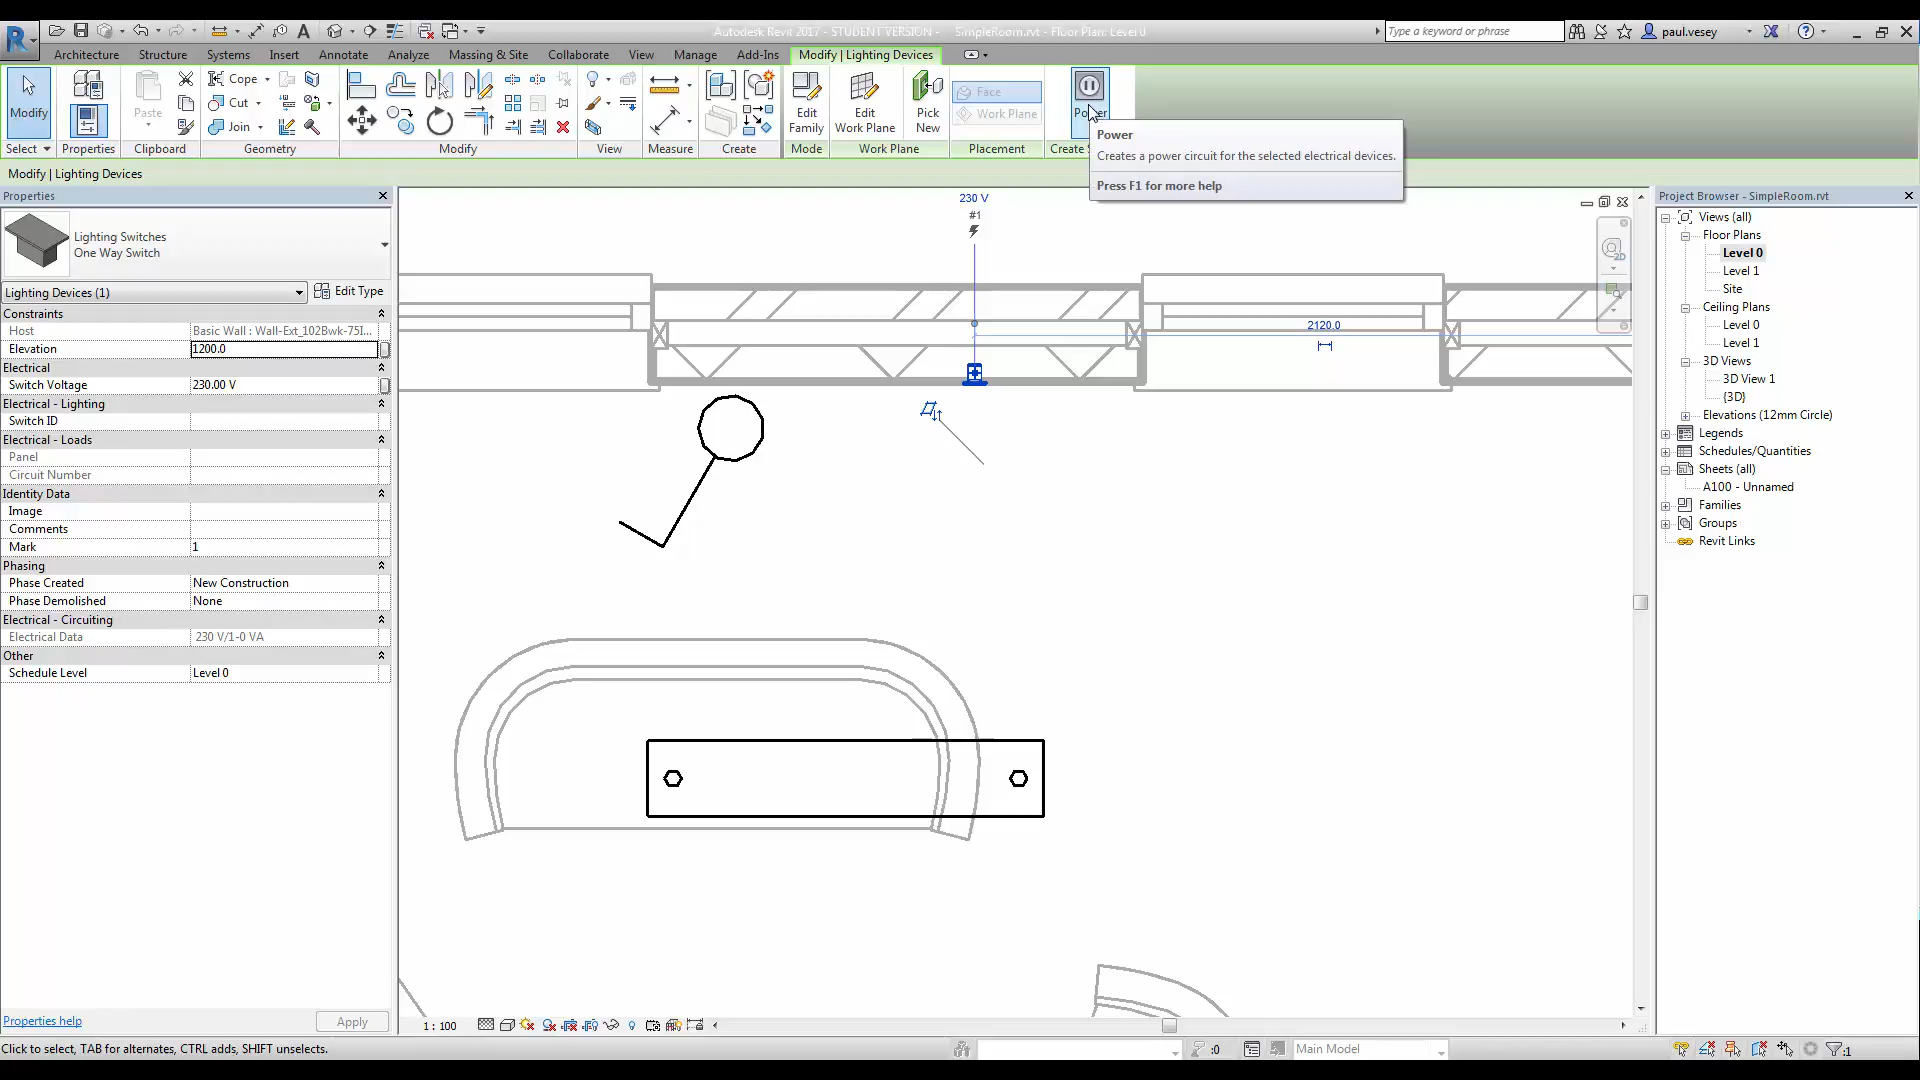 Autodesk Revit 2017 - STUDENT VERSION - SimpleRoom.rvt - Floor Plan: Level 0
Type a keyword or phrase
paul.vesey
Architecture Structure Systems Insert Annotate Analyze Massing & Site Collaborate View Manage Add-Ins Modify | Lighting Devices
Modify
Paste
Cope
Cut
Join
Edit
Family
Edit
Work Plane
Pick
New
Face
Work Plane
Power
Select Properties Clipboard Geometry Modify View Measure Create Mode Work Plane Placement Create S
Power
Creates a power circuit for the selected electrical devices.
Press F1 for more help
Modify | Lighting Devices
Properties
Lighting Switches
One Way Switch
Lighting Devices (1)
Edit Type
Constraints
Host Basic Wall : Wall-Ext_102Bwk-75I...
Elevation 1200.0
Electrical
Switch Voltage 230.00 V
Electrical - Lighting
Switch ID
Electrical - Loads
Panel
Circuit Number
Identity Data
Image
Comments
Mark 1
Phasing
Phase Created New Construction
Phase Demolished None
Electrical - Circuiting
Electrical Data 230 V/1-0 VA
Other
Schedule Level Level 0
Properties help
Apply
230 V
#1
2120.0
2D
Project Browser - SimpleRoom.rvt
Views (all)
Floor Plans
Level 0
Level 1
Site
Ceiling Plans
Level 0
Level 1
3D Views
3D View 1
{3D}
Elevations (12mm Circle)
Legends
Schedules/Quantities
Sheets (all)
A100 - Unnamed
Families
Groups
Revit Links
1 : 100
Click to select, TAB for alternates, CTRL adds, SHIFT unselects.
:0
Main Model
:1